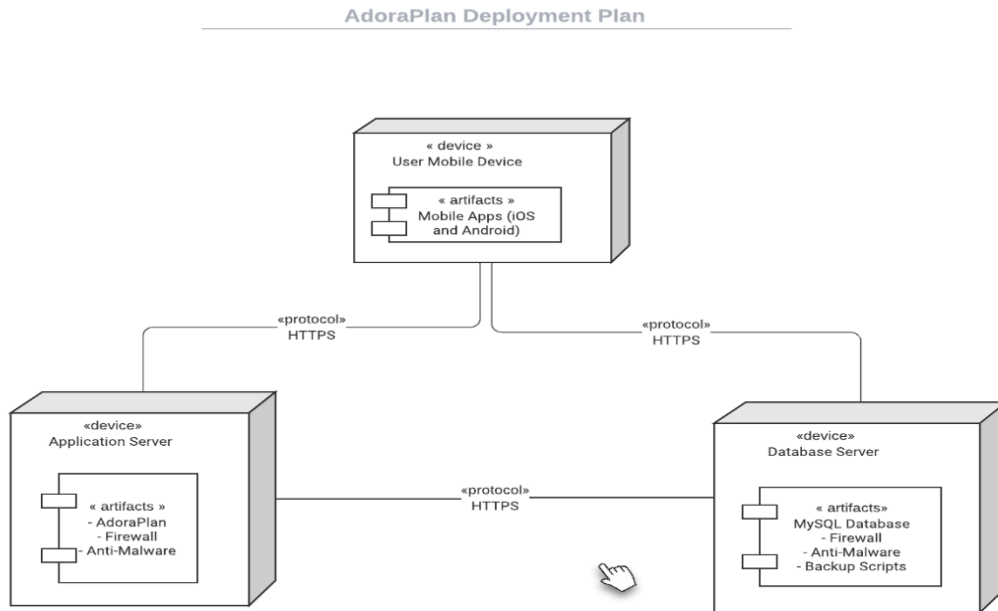 AdoraPlan Deployment Plan
« device »
User Mobile Device
« artifacts »
Mobile Apps (iOS
and Android)
«protocol»
HTTPS
«protocol»
HTTPS
«device»
Application Server
« artifacts »
- AdoraPlan
- Firewall
- Anti-Malware
«protocol»
HTTPS
«device»
Database Server
« artifacts»
MySQL Database
- Firewall
- Anti-Malware
- Backup Scripts